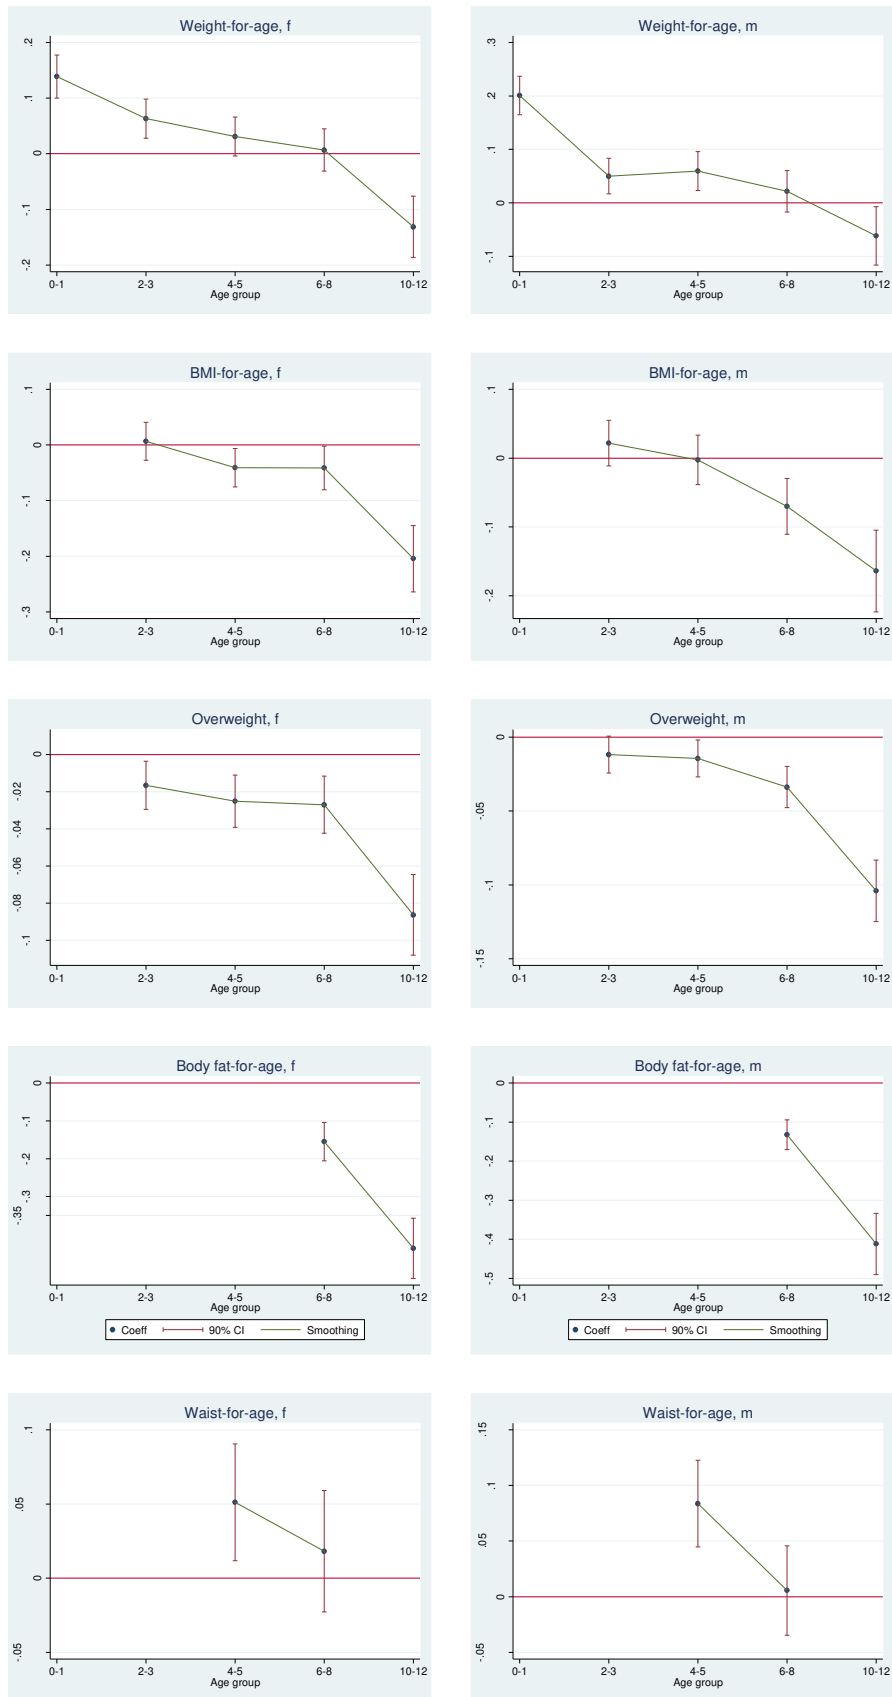 Weight-for-age, f
.2
.1
0
-.1
-.2
0-1 2-3 4-5 6-8 10-12
Age group
Weight-for-age, m
.3
.2
.1
0
-.1
0-1 2-3 4-5 6-8 10-12
Age group
BMI-for-age, f
.1
0
-.1
-.2
-.3
0-1 2-3 4-5 6-8 10-12
Age group
BMI-for-age, m
.1
0
-.1
-.2
0-1 2-3 4-5 6-8 10-12
Age group
Overweight, f
0
-.02
-.04
-.06
-.08
-.1
0-1 2-3 4-5 6-8 10-12
Age group
Overweight, m
0
-.05
-.1
-.15
0-1 2-3 4-5 6-8 10-12
Age group
Body fat-for-age, f
0
-.1
-.2
-.3
-.35
0-1 2-3 4-5 6-8 10-12
Age group
Coeff 90% CI Smoothing
Body fat-for-age, m
0
-.1
-.2
-.3
-.4
-.5
0-1 2-3 4-5 6-8 10-12
Age group
Coeff 90% CI Smoothing
Waist-for-age, f
.1
.05
0
-.05
0-1 2-3 4-5 6-8 10-12
Age group
Waist-for-age, m
.15
.1
.05
0
-.05
0-1 2-3 4-5 6-8 10-12
Age group